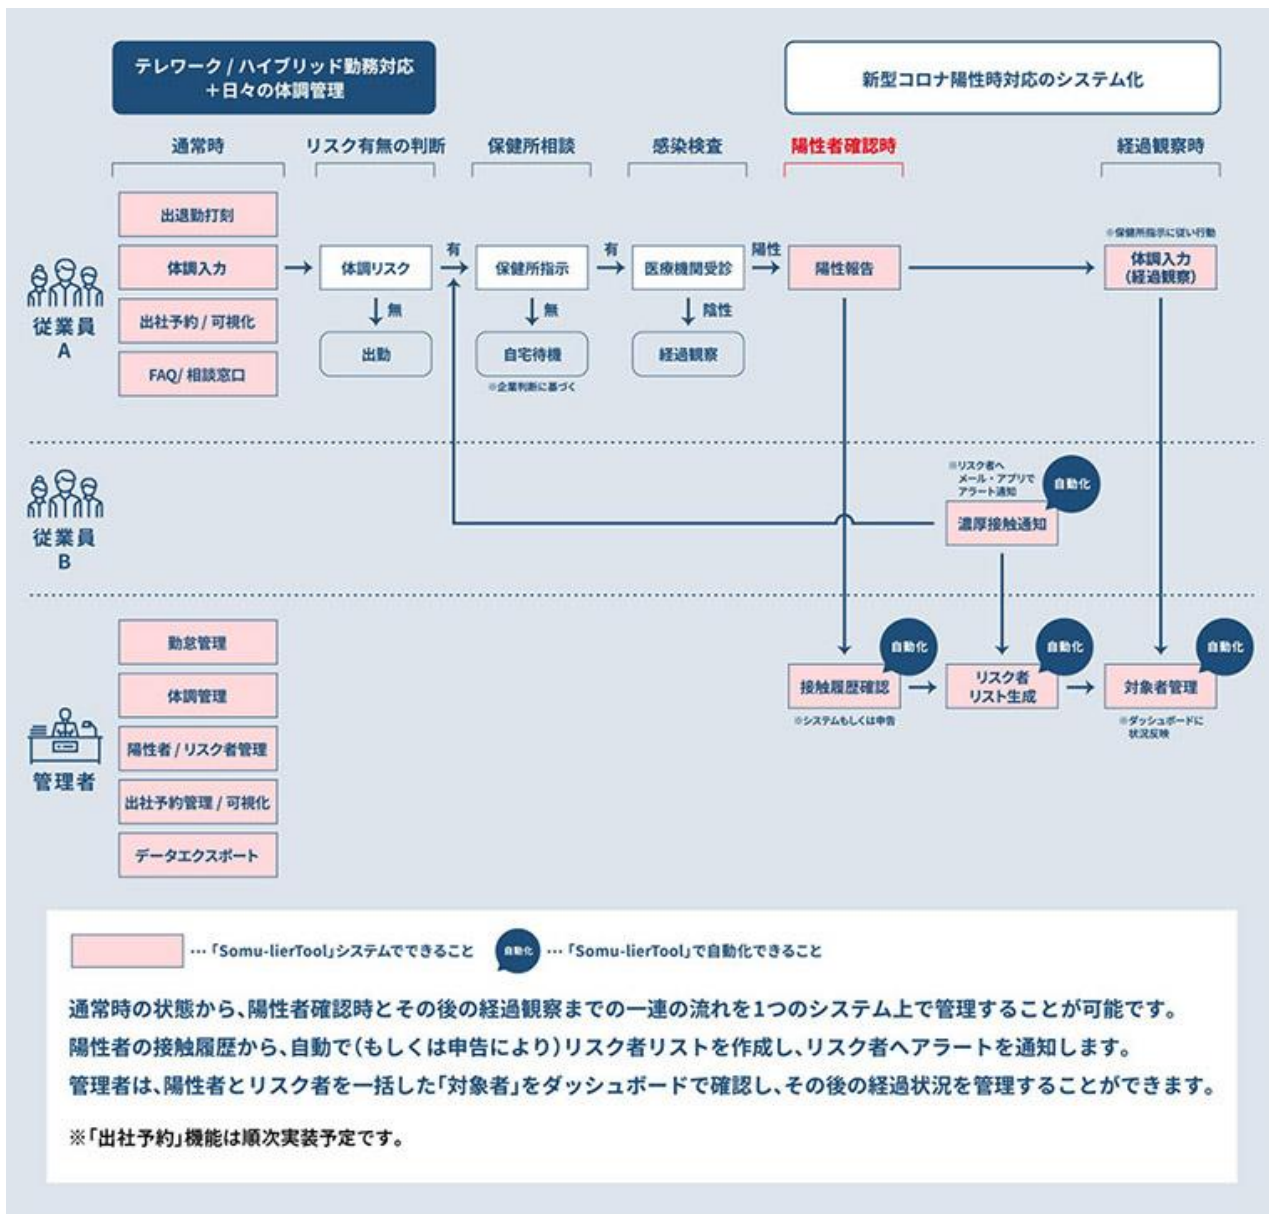 テレワーク / ハイブリッド勤務対応
＋日々の体調管理
新型コロナ陽性時対応のシステム化
通常時
リスク有無の判断
保健所相談
感染検査
陽性者確認時
経過観察時
出退勤打刻
体調入力
出社予約 / 可視化
FAQ/ 相談窓口
従業員
A
体調リスク
有
保健所指示
有
医療機関受診
陽性
陽性報告
※保健所指示に従い行動
体調入力
(経過観察)
無
出勤
無
自宅待機
※企業判断に基づく
陰性
経過観察
従業員
B
※リスク者へ
メール・アプリで
アラート通知
自動化
濃厚接触通知
管理者
勤怠管理
体調管理
陽性者 / リスク者管理
出社予約管理 / 可視化
データエクスポート
自動化
接触履歴確認
※システムもしくは申告
自動化
リスク者
リスト生成
自動化
対象者管理
※ダッシュボードに
状況反映
…「Somu-lierTool」システムでできること
自動化
…「Somu-lierTool」で自動化できること
通常時の状態から、陽性者確認時とその後の経過観察までの一連の流れを1つのシステム上で管理することが可能です。
陽性者の接触履歴から、自動で(もしくは申告により)リスク者リストを作成し、リスク者へアラートを通知します。
管理者は、陽性者とリスク者を一括した「対象者」をダッシュボードで確認し、その後の経過状況を管理することができます。
※「出社予約」機能は順次実装予定です。